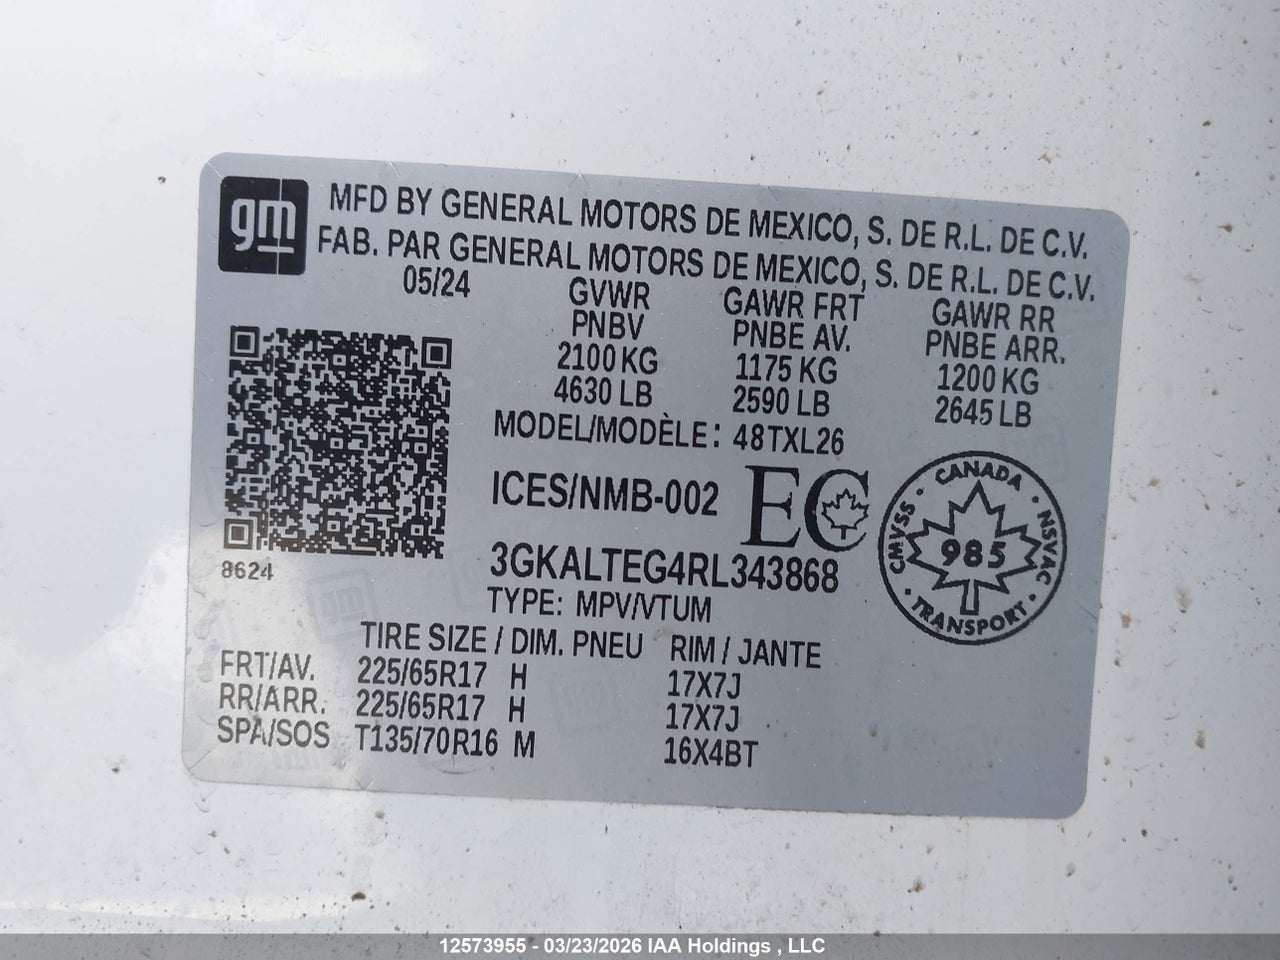 gm
MFD BY GENERAL MOTORS DE MEXICO, S. DE R.L. DE C.V.
FAB. PAR GENERAL MOTORS DE MEXICO, S. DE R.L. DE C.V.
05/24
GVWR GAWR FRT GAWR RR
PNBV PNBE AV. PNBE ARR.
2100 KG 1175 KG 1200 KG
4630 LB 2590 LB 2645 LB
MODEL/MODÈLE: 48TXL26
ICES/NMB-002 EC
CANADA
CMVSS · NSVAC
985
TRANSPORT
3GKALTEG4RL343868
8624
TYPE: MPV/VTUM
TIRE SIZE / DIM. PNEU RIM / JANTE
FRT/AV. 225/65R17 H 17X7J
RR/ARR. 225/65R17 H 17X7J
SPA/SOS T135/70R16 M 16X4BT
12573955 - 03/23/2026 IAA Holdings , LLC